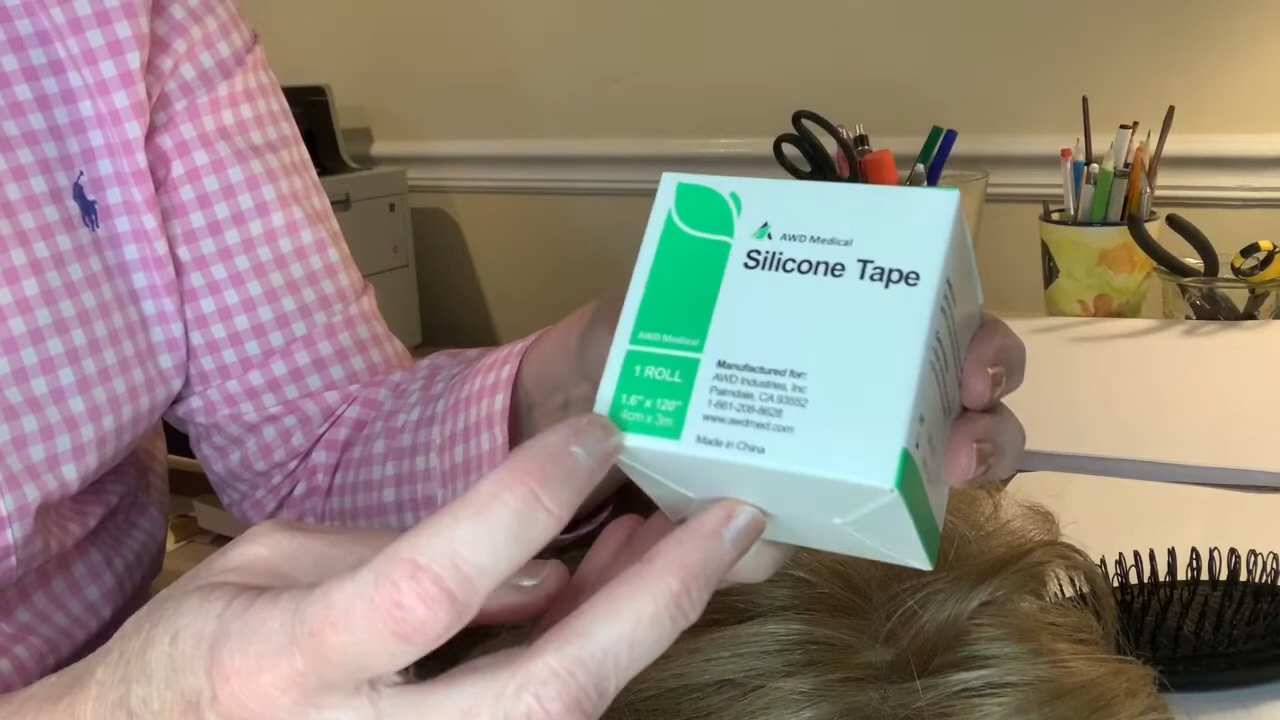 AWD Medical
Silicone Tape
AWD Medical
1 ROLL
1.6" x 120"
4cm x 3m
Manufactured for:
AWD Industries, Inc
Palmdale, CA 93552
1-661-208-8628
www.awdmed.com
Made in China